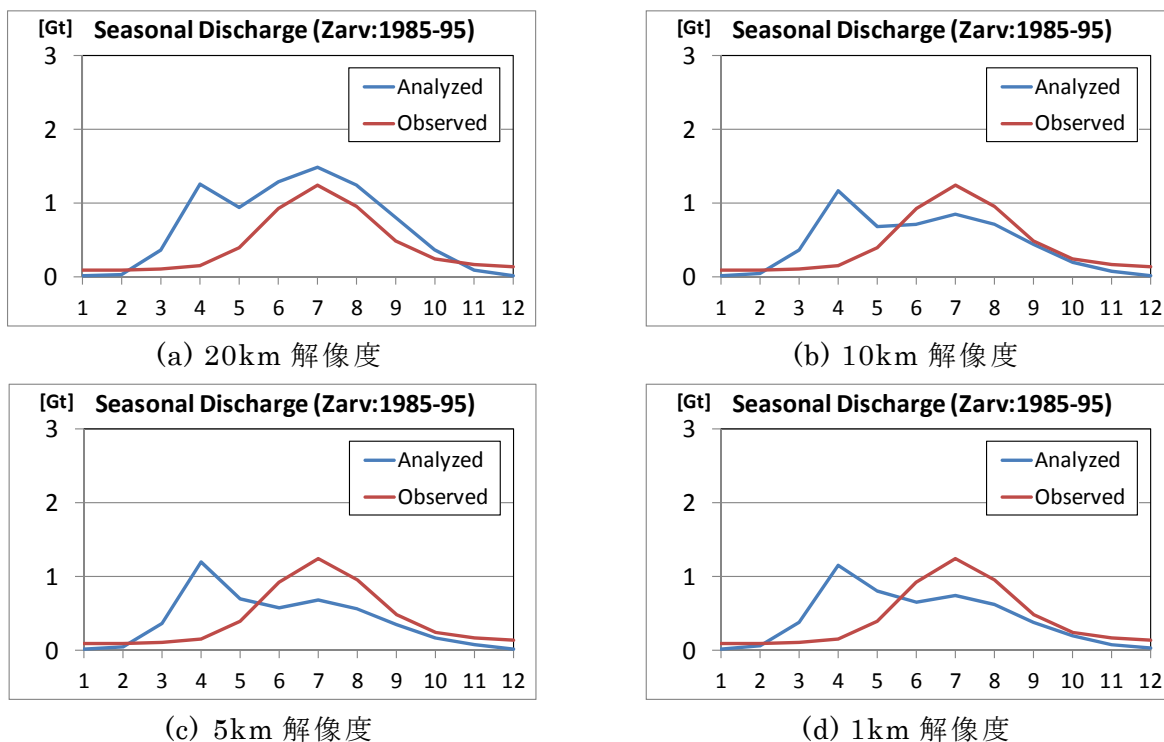 [Gt] Seasonal Discharge (Zarv:1985-95)
3
2
1
0
Analyzed
Observed
1 2 3 4 5 6 7 8 9 10 11 12
(a) 20km 解像度
[Gt] Seasonal Discharge (Zarv:1985-95)
3
2
1
0
Analyzed
Observed
1 2 3 4 5 6 7 8 9 10 11 12
(b) 10km 解像度
[Gt] Seasonal Discharge (Zarv:1985-95)
3
2
1
0
Analyzed
Observed
1 2 3 4 5 6 7 8 9 10 11 12
(c) 5km 解像度
[Gt] Seasonal Discharge (Zarv:1985-95)
3
2
1
0
Analyzed
Observed
1 2 3 4 5 6 7 8 9 10 11 12
(d) 1km 解像度